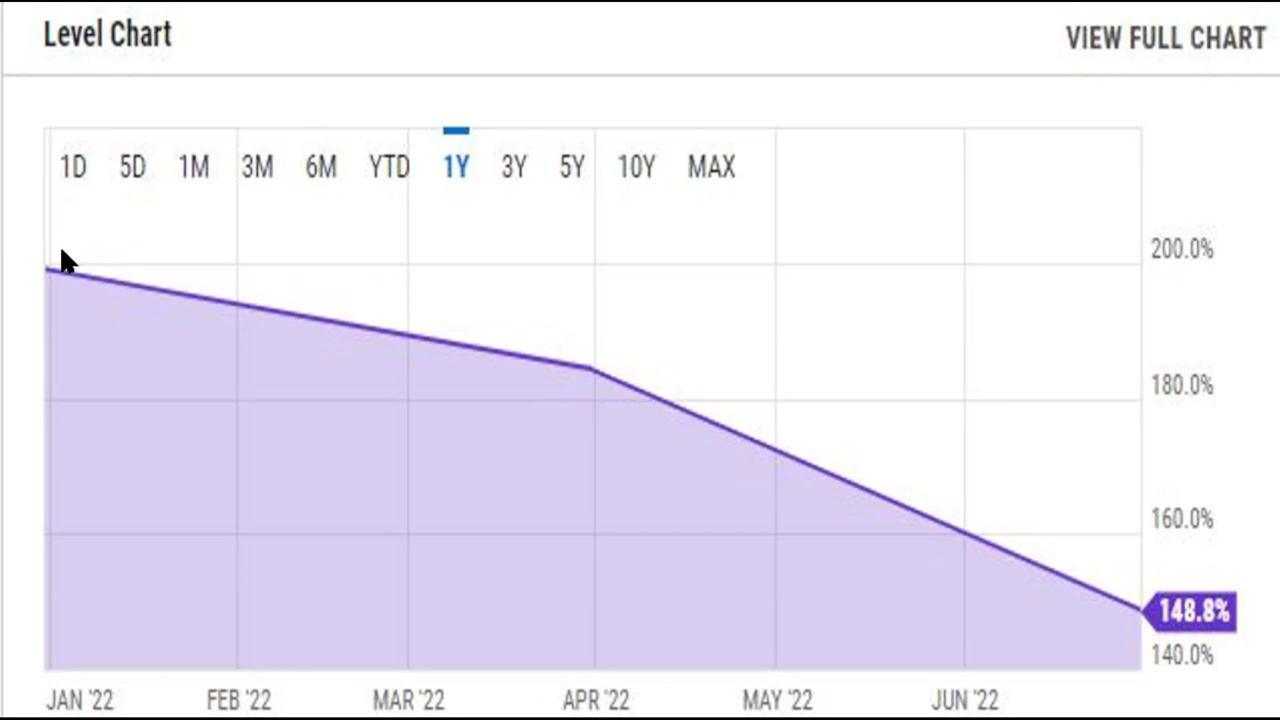 Level Chart VIEW FULL CHART
1D 5D 1M 3M 6M YTD 1Y 3Y 5Y 10Y MAX
200.0%
180.0%
160.0%
148.8%
140.0%
JAN '22 FEB '22 MAR '22 APR '22 MAY '22 JUN '22